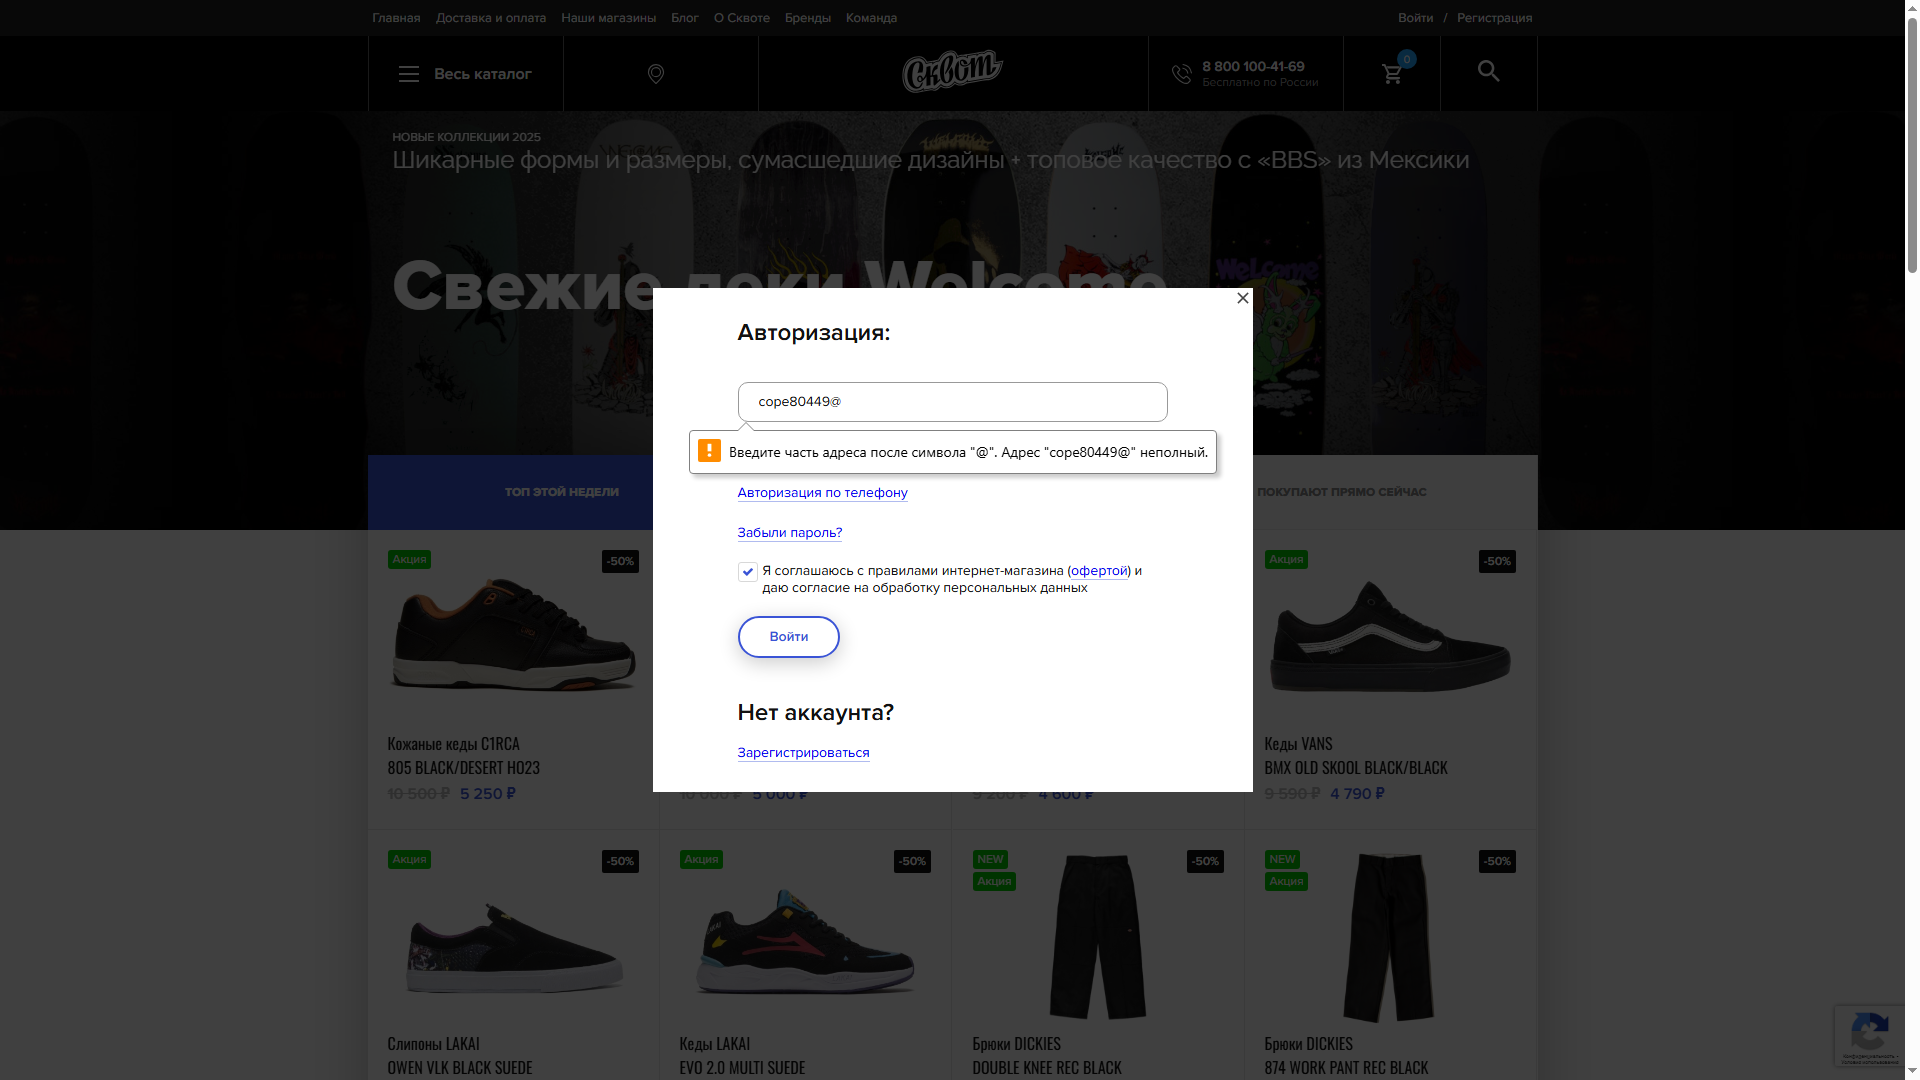 Главная Доставка и оплата Наши магазины Блог О Сквоте Бренды Команда Войти / Регистрация
Весь каталог
Сквот
8 800 100-41-69
Бесплатно по России
0
НОВЫЕ КОЛЛЕКЦИИ 2025
Шикарные формы и размеры, сумасшедшие дизайны + топовое качество с «BBS» из Мексики
Свежие деки Welcome
Авторизация:
cope80449@
Введите часть адреса после символа "@". Адрес "cope80449@" неполный.
ТОП ЭТОЙ НЕДЕЛИ
ПОКУПАЮТ ПРЯМО СЕЙЧАС
Авторизация по телефону
Забыли пароль?
Я соглашаюсь с правилами интернет-магазина (офертой) и
даю согласие на обработку персональных данных
Войти
Нет аккаунта?
Зарегистрироваться
Акция -50%
Кожаные кеды C1RCA
805 BLACK/DESERT HO23
10 500 ₽ 5 250 ₽
10 000 ₽ 5 000 ₽
9 200 ₽ 4 600 ₽
Акция -50%
Кеды VANS
BMX OLD SKOOL BLACK/BLACK
9 590 ₽ 4 790 ₽
Акция -50%
Слипоны LAKAI
OWEN VLK BLACK SUEDE
Акция -50%
Кеды LAKAI
EVO 2.0 MULTI SUEDE
NEW
Акция -50%
Брюки DICKIES
DOUBLE KNEE REC BLACK
NEW
Акция -50%
Брюки DICKIES
874 WORK PANT REC BLACK
Конфиденциальность -